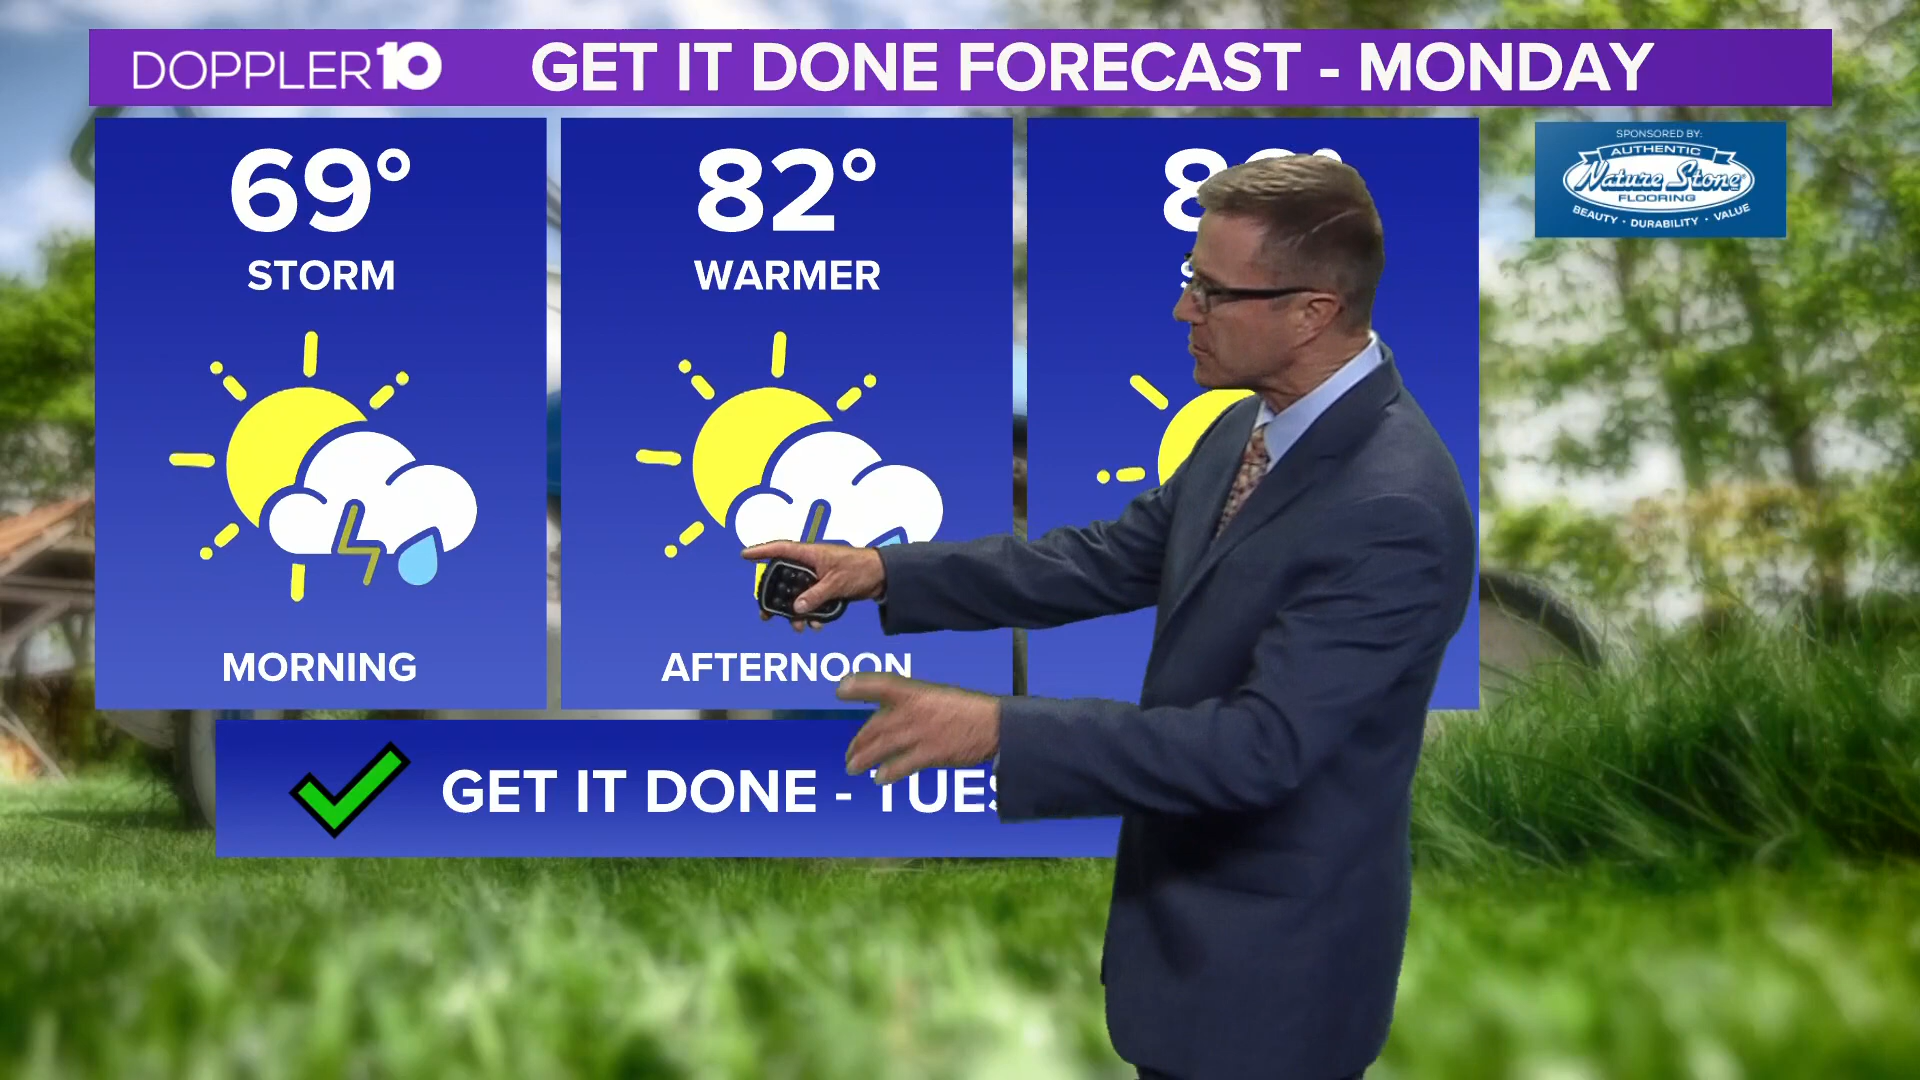 DOPPLER10
GET IT DONE FORECAST - MONDAY
SPONSORED BY:
AUTHENTIC
Nature Stone
FLOORING
BEAUTY · DURABILITY · VALUE
69°
STORM
MORNING
82°
WARMER
AFTERNOON
GET IT DONE -